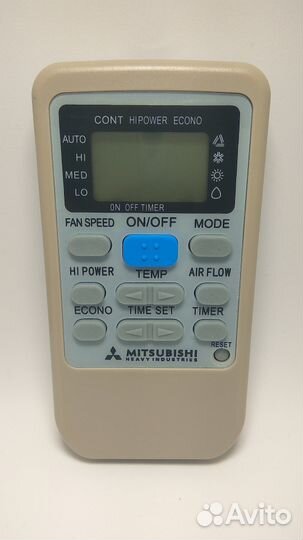 CONT HIPOWER ECONO
AUTO
HI
MED
LO
ON OFF TIMER
FAN SPEED ON/OFF MODE
HI POWER TEMP AIR FLOW
ECONO TIME SET TIMER
RESET
MITSUBISHI
HEAVY INDUSTRIES
Avito